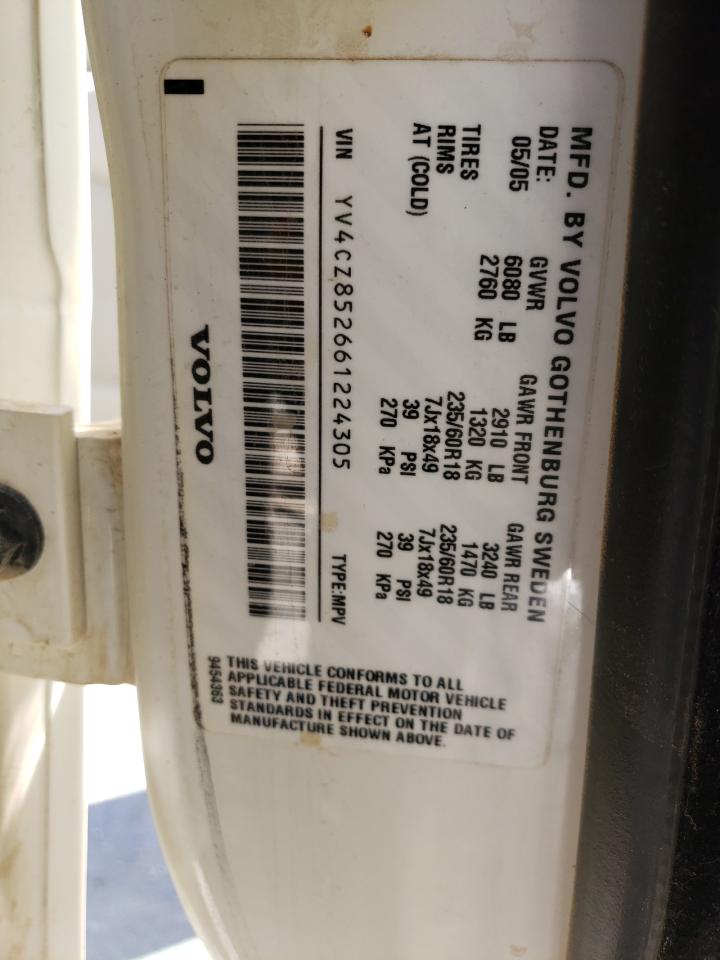 MFD. BY VOLVO GOTHENBURG SWEDEN
DATE: GVWR GAWR FRONT GAWR REAR
05/05 6080 LB 2910 LB 3240 LB
2760 KG 1320 KG 1470 KG
TIRES 235/60R18 235/60R18
RIMS 7Jx18x49 7Jx18x49
AT (COLD) 39 PSI 39 PSI
270 KPa 270 KPa
VIN YV4CZ852661224305 TYPE:MPV
VOLVO
THIS VEHICLE CONFORMS TO ALL
APPLICABLE FEDERAL MOTOR VEHICLE
SAFETY AND THEFT PREVENTION
STANDARDS IN EFFECT ON THE DATE OF
MANUFACTURE SHOWN ABOVE.
9454363